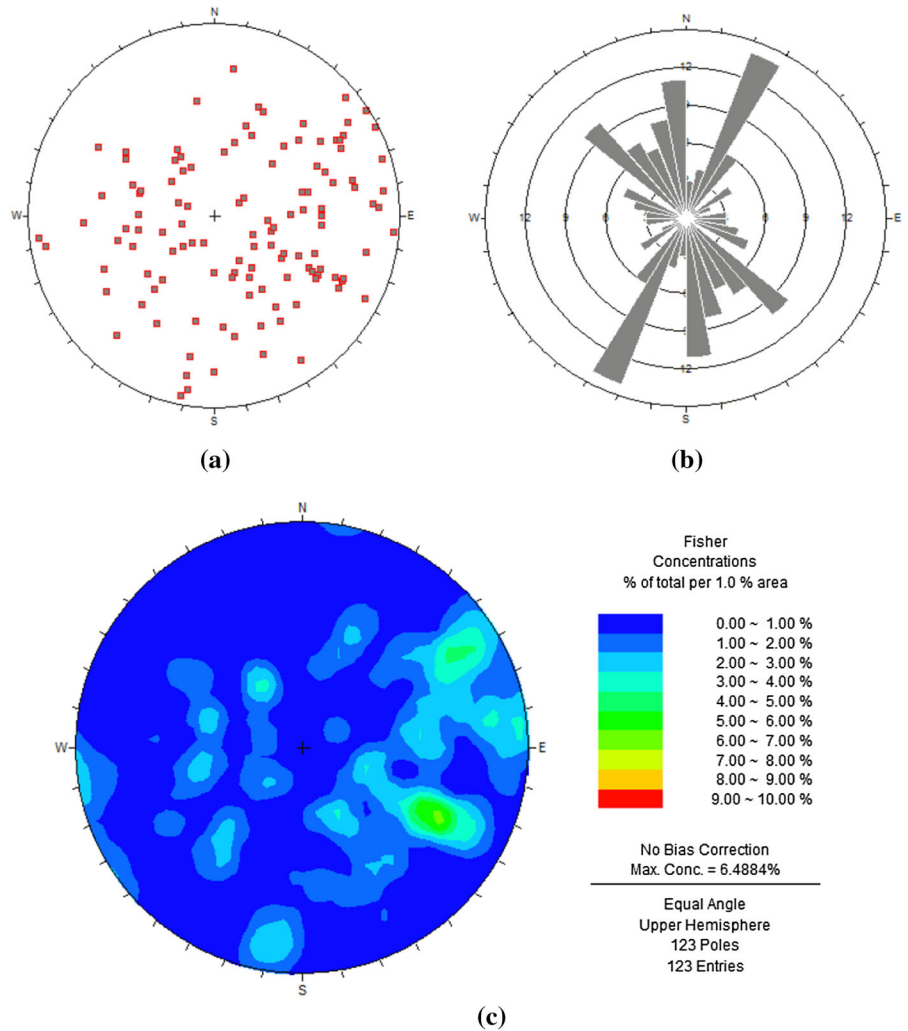 N
W
E
S
(a)
N
12
W
12
9
6
6
9
12
E
12
S
(b)
N
W
E
S
Fisher
Concentrations
% of total per 1.0 % area
0.00 ~ 1.00 %
1.00 ~ 2.00 %
2.00 ~ 3.00 %
3.00 ~ 4.00 %
4.00 ~ 5.00 %
5.00 ~ 6.00 %
6.00 ~ 7.00 %
7.00 ~ 8.00 %
8.00 ~ 9.00 %
9.00 ~ 10.00 %
No Bias Correction
Max. Conc. = 6.4884%
Equal Angle
Upper Hemisphere
123 Poles
123 Entries
(c)